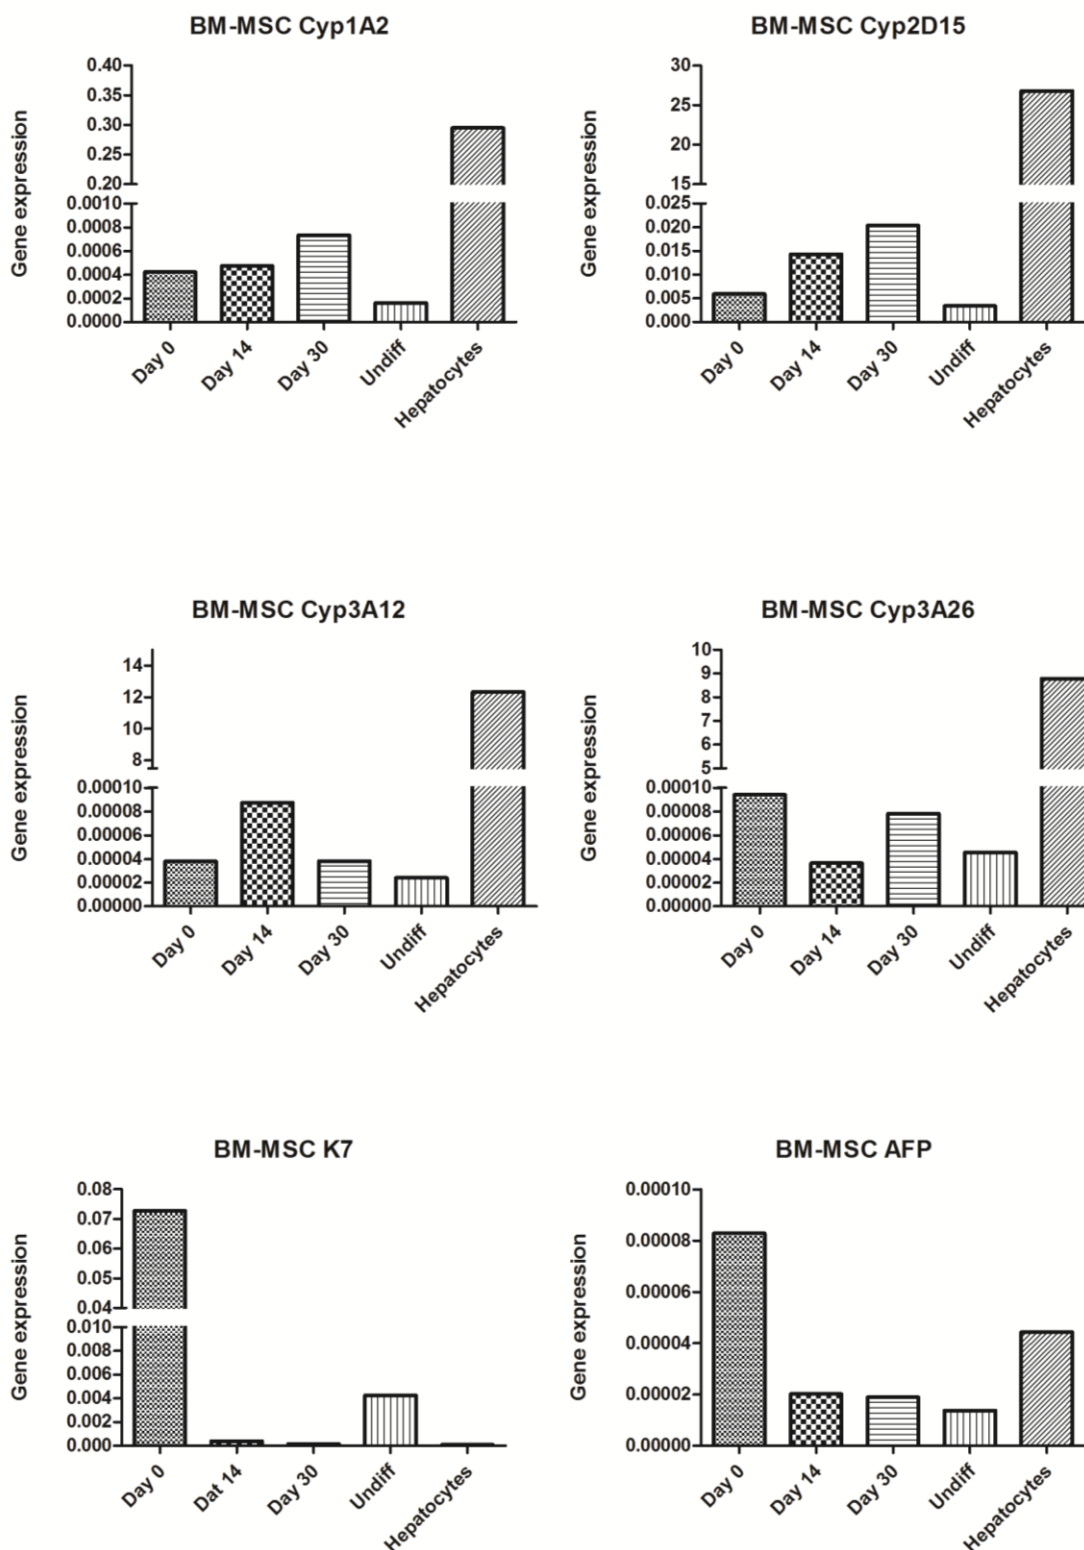 BM-MSC Cyp1A2
Gene expression
0.40
0.35
0.30
0.25
0.20
0.0010
0.0008
0.0006
0.0004
0.0002
0.0000
Day 0
Day 14
Day 30
Undiff
Hepatocytes
BM-MSC Cyp2D15
Gene expression
30
25
20
15
0.025
0.020
0.015
0.010
0.005
0.000
Day 0
Day 14
Day 30
Undiff
Hepatocytes
BM-MSC Cyp3A12
Gene expression
14
12
10
8
0.00010
0.00008
0.00006
0.00004
0.00002
0.00000
Day 0
Day 14
Day 30
Undiff
Hepatocytes
BM-MSC Cyp3A26
Gene expression
10
9
8
7
6
5
0.00010
0.00008
0.00006
0.00004
0.00002
0.00000
Day 0
Day 14
Day 30
Undiff
Hepatocytes
BM-MSC K7
Gene expression
0.08
0.07
0.06
0.05
0.04
0.010
0.008
0.006
0.004
0.002
0.000
Day 0
Dat 14
Day 30
Undiff
Hepatocytes
BM-MSC AFP
Gene expression
0.00010
0.00008
0.00006
0.00004
0.00002
0.00000
Day 0
Day 14
Day 30
Undiff
Hepatocytes